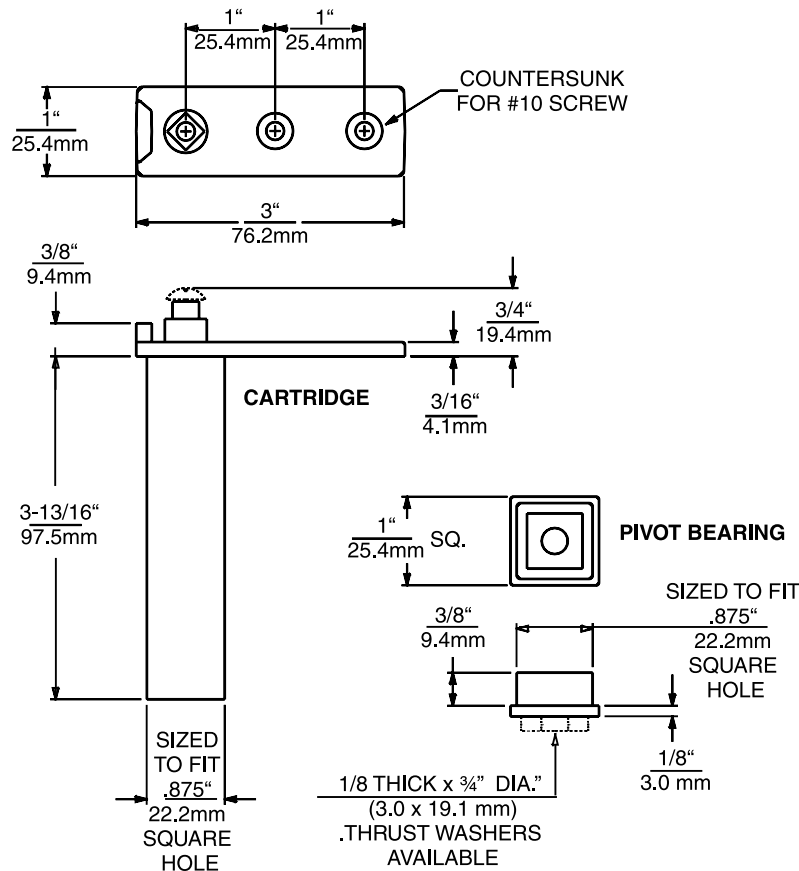 1“
25.4mm
1“
25.4mm
COUNTERSUNK
FOR #10 SCREW
1“
25.4mm
3“
76.2mm
3/8“
9.4mm
3/4“
19.4mm
CARTRIDGE
3/16“
4.1mm
3-13/16“
97.5mm
1“
25.4mm
SQ.
PIVOT BEARING
SIZED TO FIT
.875“
22.2mm
SQUARE
HOLE
3/8“
9.4mm
1/8“
3.0 mm
SIZED
TO FIT
.875“
22.2mm
SQUARE
HOLE
1/8 THICK x ¾” DIA.”
(3.0 x 19.1 mm)
.THRUST WASHERS
AVAILABLE